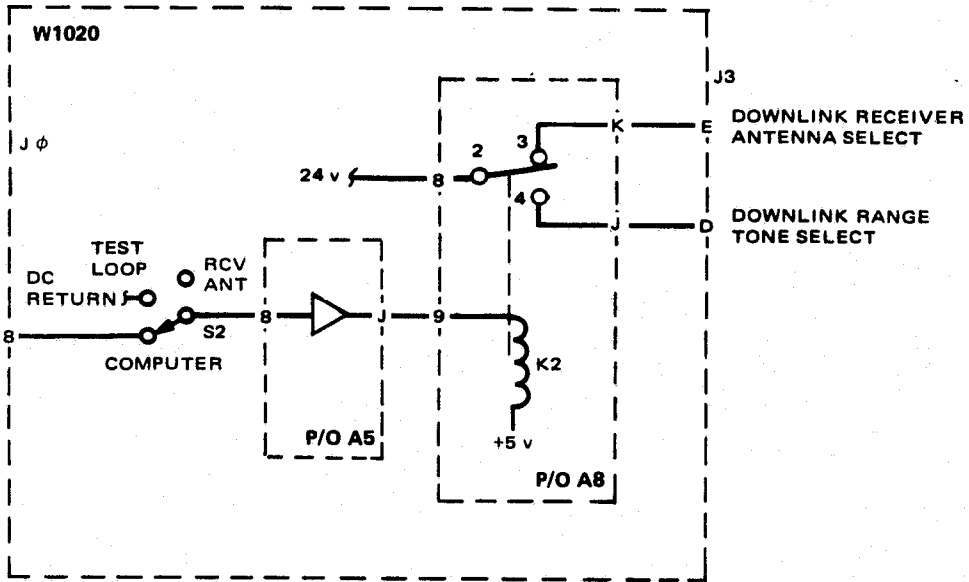 W1020
J3
DOWNLINK RECEIVER
ANTENNA SELECT
J φ
K
E
3
2
24 v
8
4
DOWNLINK RANGE
TONE SELECT
J
D
TEST
LOOP
RCV
ANT
DC
RETURN
8
J
9
S2
8
COMPUTER
K2
P/O A5
+5 v
P/O A8